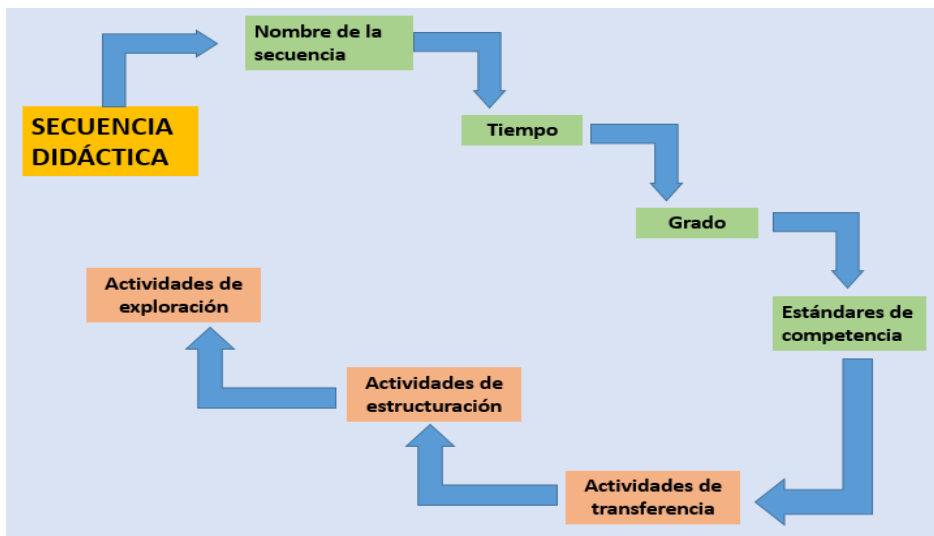 SECUENCIA
DIDÁCTICA
Nombre de la
secuencia
Tiempo
Grado
Estándares de
competencia
Actividades de
transferencia
Actividades de
estructuración
Actividades de
exploración